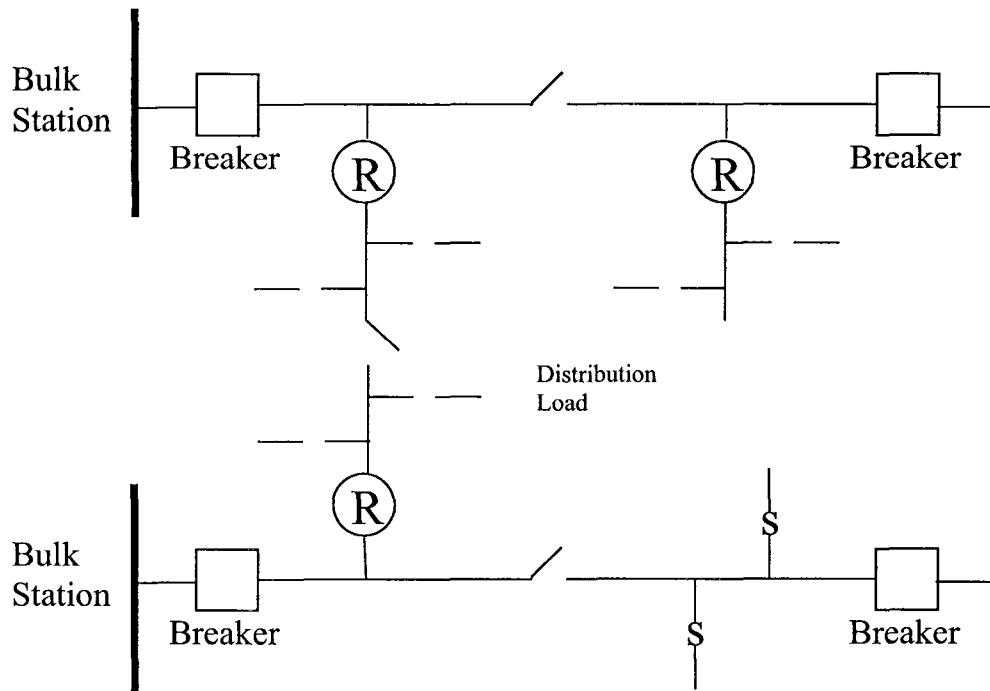 Bulk
Station
Breaker
Breaker
R
R
Distribution
Load
R
S
Bulk
Station
Breaker
S
Breaker